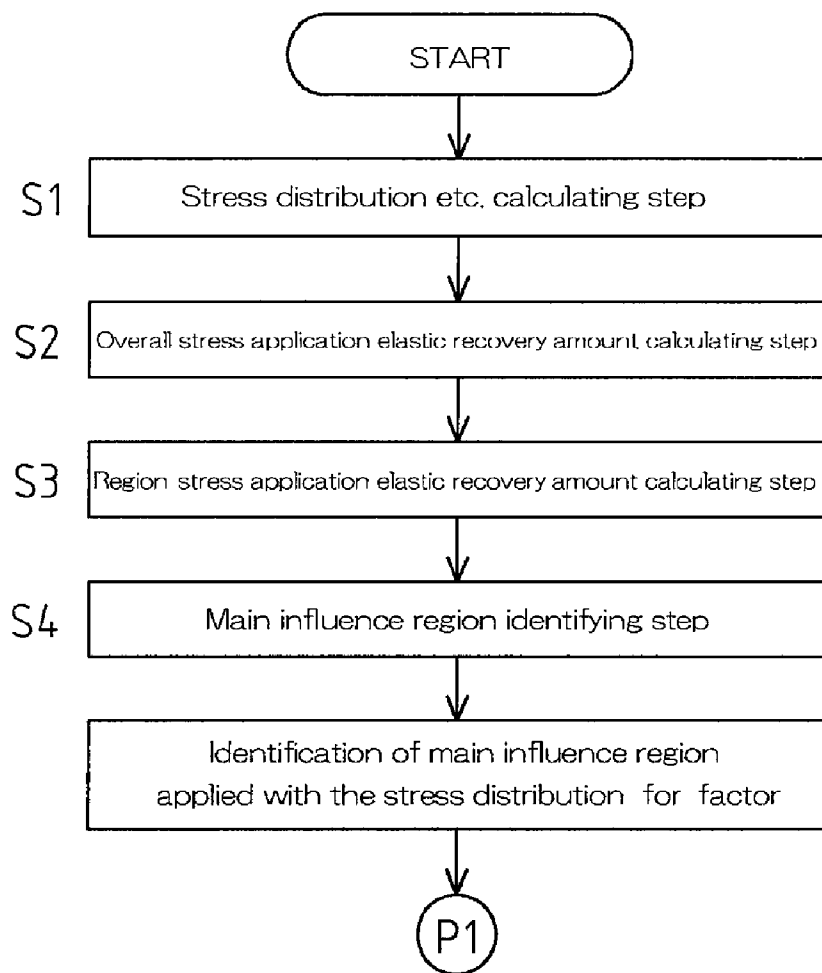 START
S1
Stress distribution etc. calculating step
S2
Overall stress application elastic recovery amount calculating step
S3
Region stress application elastic recovery amount calculating step
S4
Main influence region identifying step
Identification of main influence region
applied with the stress distribution for factor
P1